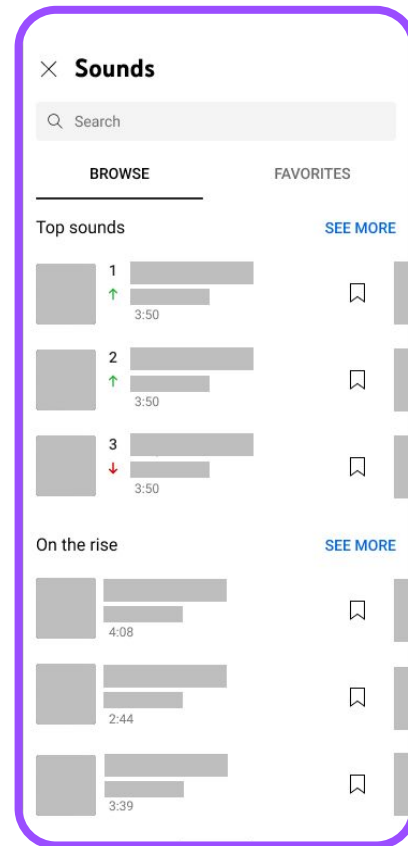 Sounds
Search
BROWSE FAVORITES
Top sounds SEE MORE
1
3:50
2
3:50
3
3:50
On the rise SEE MORE
4:08
2:44
3:39